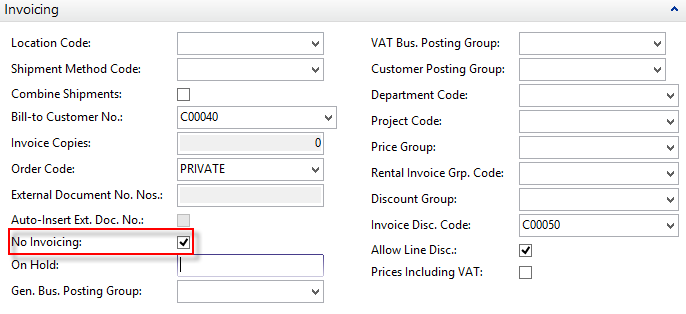 Invoicing
Location Code:
Shipment Method Code:
Combine Shipments:
Bill-to Customer No.: C00040
Invoice Copies: 0
Order Code: PRIVATE
External Document No. Nos.:
Auto-Insert Ext. Doc. No.:
No Invoicing:
On Hold:
Gen. Bus. Posting Group:
VAT Bus. Posting Group:
Customer Posting Group:
Department Code:
Project Code:
Price Group:
Rental Invoice Grp. Code:
Discount Group:
Invoice Disc. Code: C00050
Allow Line Disc.:
Prices Including VAT: